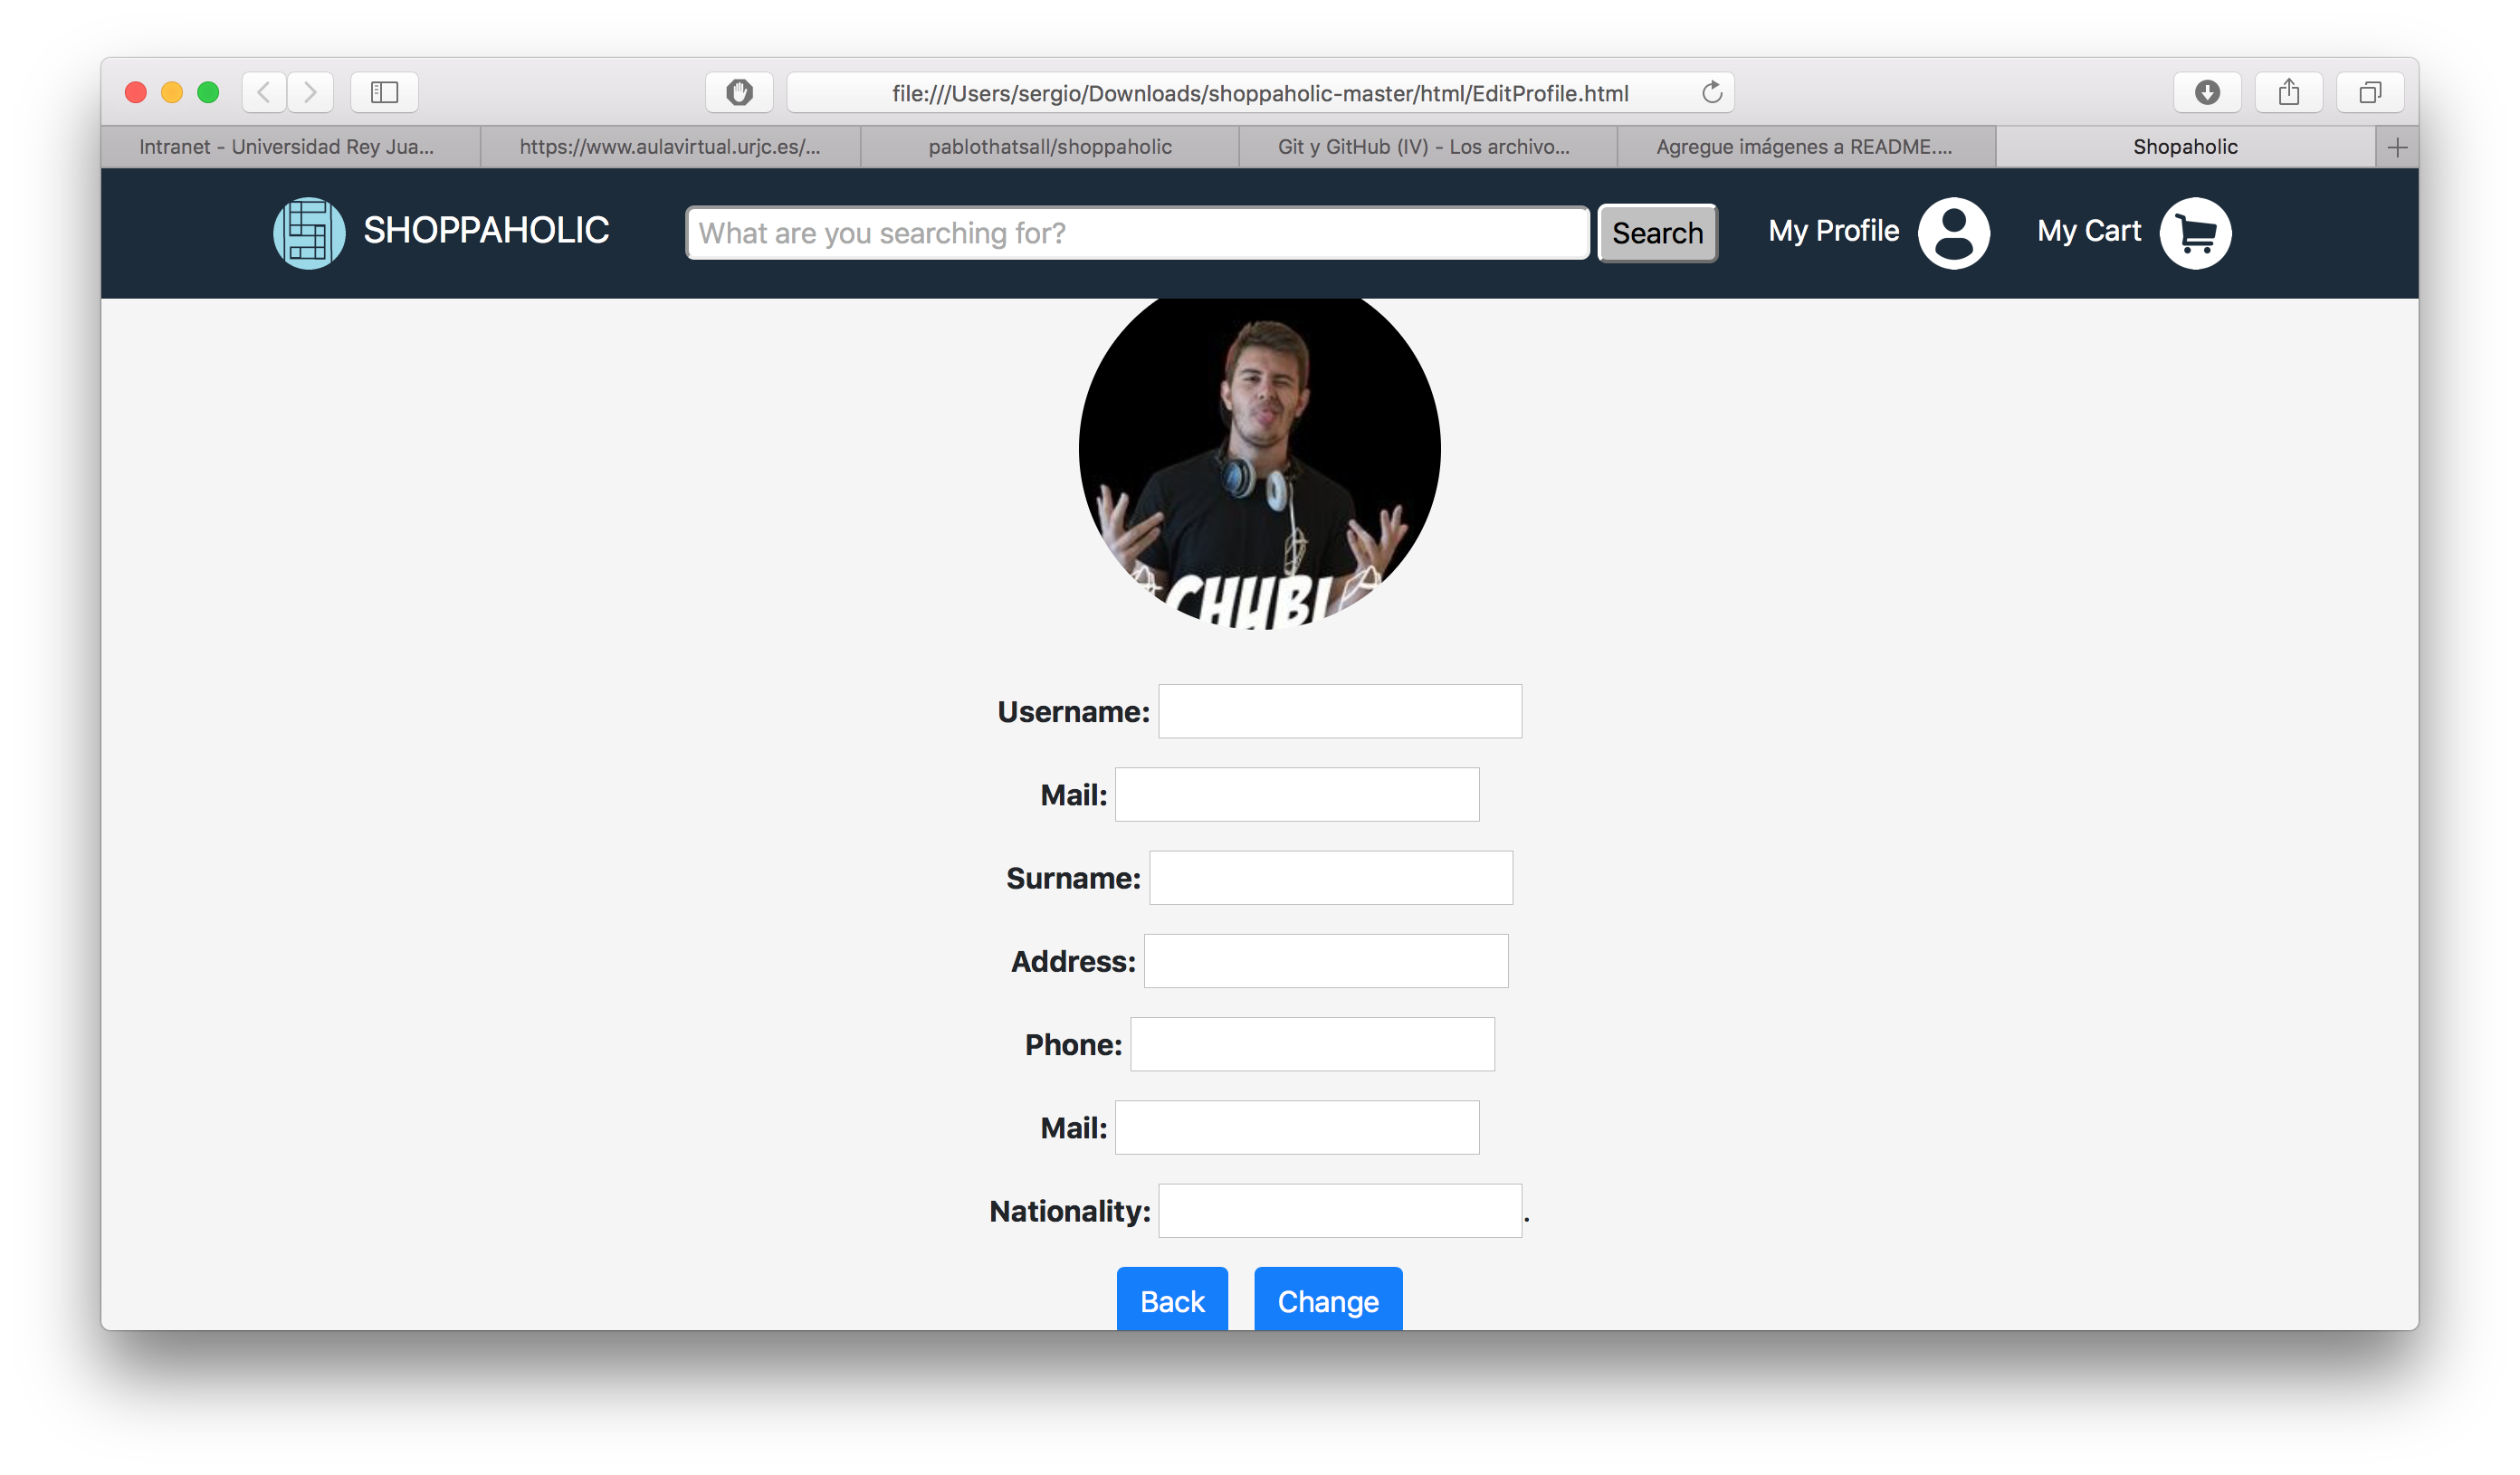 file:///Users/sergio/Downloads/shoppaholic-master/html/EditProfile.html
Intranet - Universidad Rey Jua...
https://www.aulavirtual.urjc.es/...
pablothatsall/shoppaholic
Git y GitHub (IV) - Los archivo...
Agregue imágenes a README....
Shopaholic
SHOPPAHOLIC
What are you searching for?
Search
My Profile
My Cart
Username:
Mail:
Surname:
Address:
Phone:
Mail:
Nationality: .
Back
Change